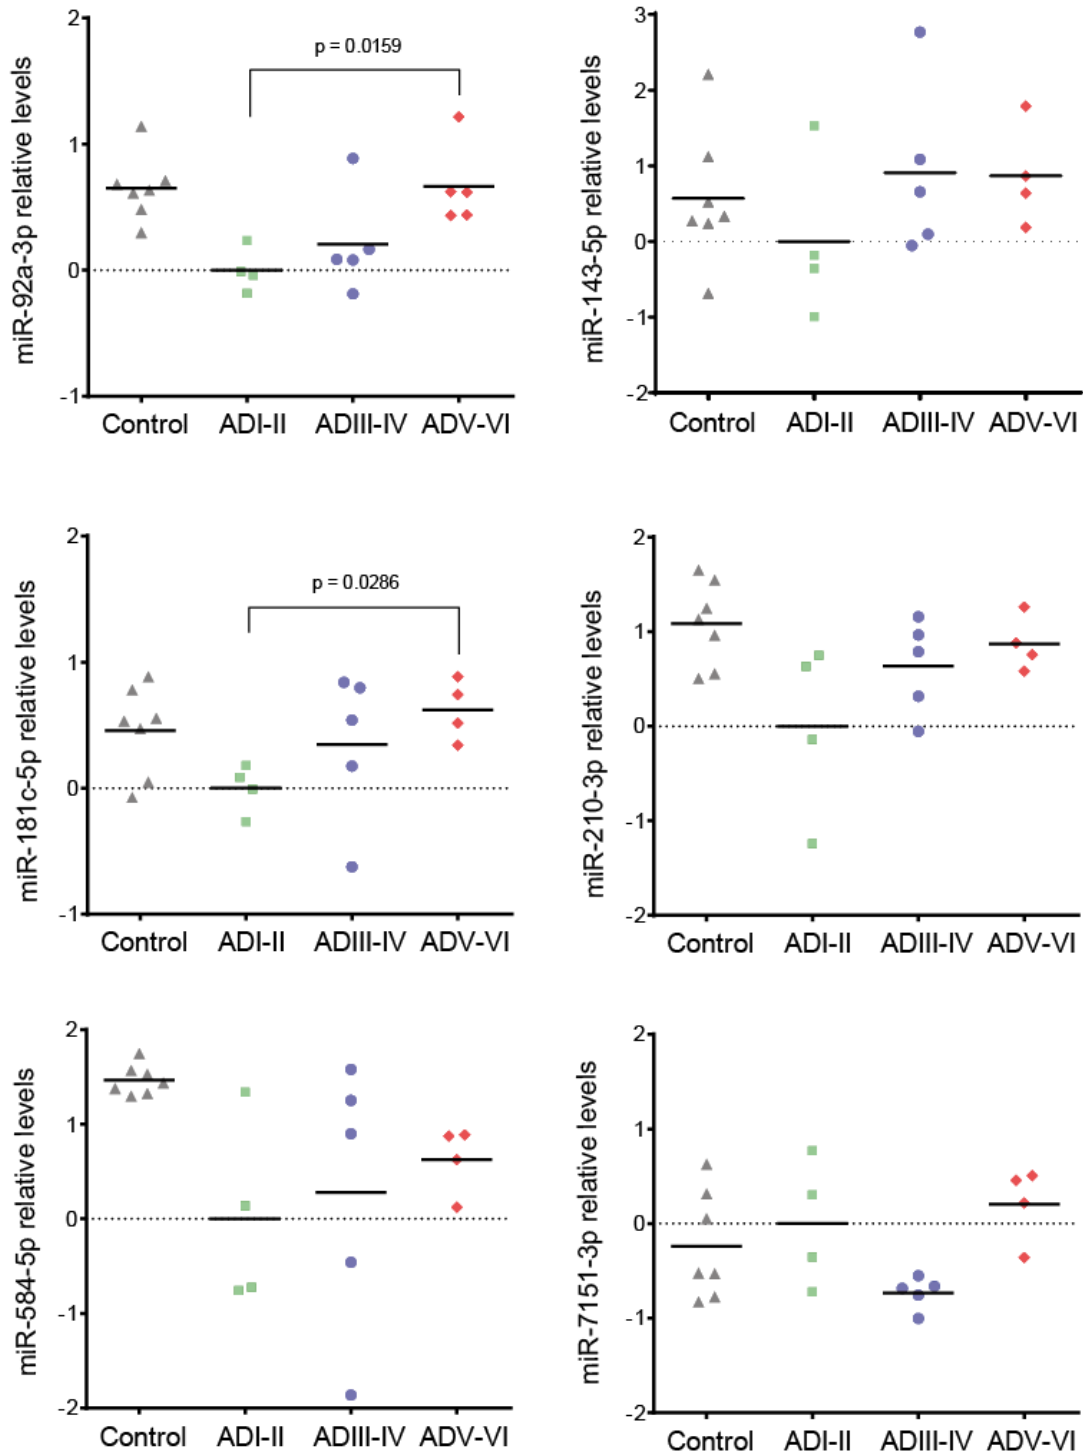 miR-92a-3p relative levels
2
1
0
-1
p = 0.0159
Control ADI-II ADIII-IV ADV-VI
miR-143-5p relative levels
3
2
1
0
-1
-2
Control ADI-II ADIII-IV ADV-VI
miR-181c-5p relative levels
2
1
0
-1
p = 0.0286
Control ADI-II ADIII-IV ADV-VI
miR-210-3p relative levels
2
1
0
-1
-2
Control ADI-II ADIII-IV ADV-VI
miR-584-5p relative levels
2
1
0
-1
-2
Control ADI-II ADIII-IV ADV-VI
miR-7151-3p relative levels
2
1
0
-1
-2
Control ADI-II ADIII-IV ADV-VI